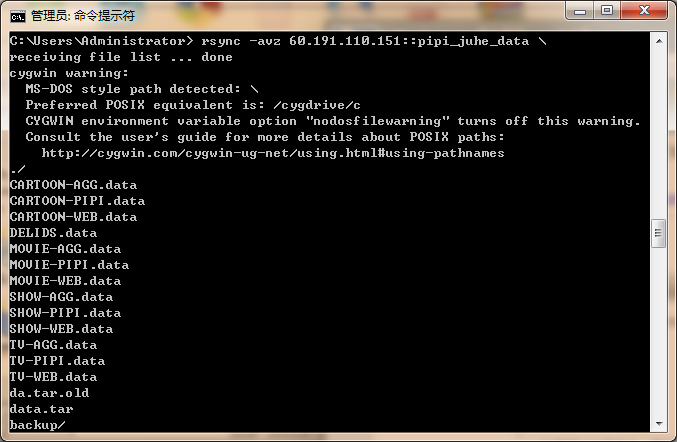 管理员: 命令提示符
C:\Users\Administrator> rsync -avz 60.191.110.151::pipi_juhe_data \
receiving file list ... done
cygwin warning:
  MS-DOS style path detected: \
  Preferred POSIX equivalent is: /cygdrive/c
  CYGWIN environment variable option "nodosfilewarning" turns off this warning.
  Consult the user's guide for more details about POSIX paths:
    http://cygwin.com/cygwin-ug-net/using.html#using-pathnames
./
CARTOON-AGG.data
CARTOON-PIPI.data
CARTOON-WEB.data
DELIDS.data
MOVIE-AGG.data
MOVIE-PIPI.data
MOVIE-WEB.data
SHOW-AGG.data
SHOW-PIPI.data
SHOW-WEB.data
TV-AGG.data
TV-PIPI.data
TV-WEB.data
da.tar.old
data.tar
backup/